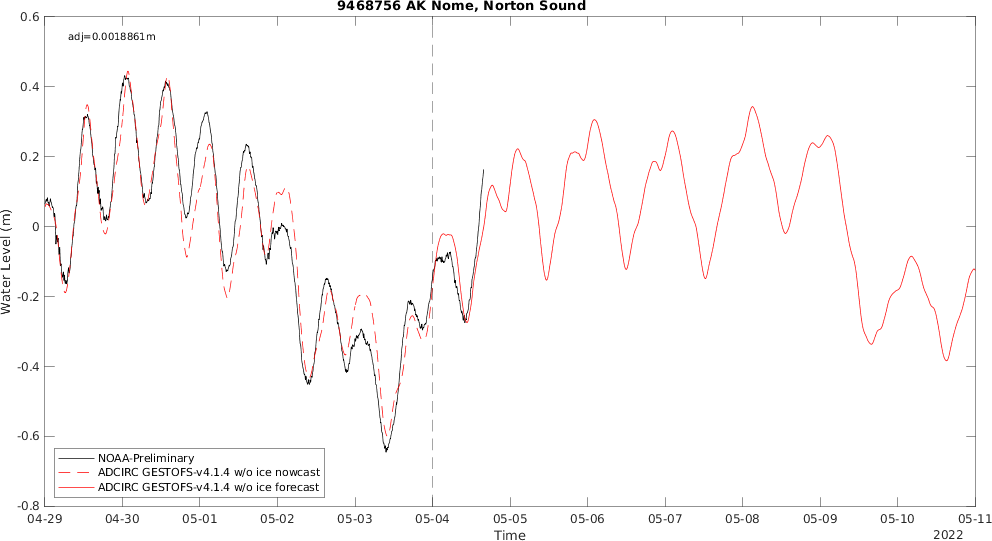 9468756 AK Nome, Norton Sound
adj=0.0018861m
0.6
0.4
0.2
0
-0.2
-0.4
-0.6
-0.8
Water Level (m)
NOAA-Preliminary
ADCIRC GESTOFS-v4.1.4 w/o ice nowcast
ADCIRC GESTOFS-v4.1.4 w/o ice forecast
04-29 04-30 05-01 05-02 05-03 05-04 05-05 05-06 05-07 05-08 05-09 05-10 05-11
Time
2022